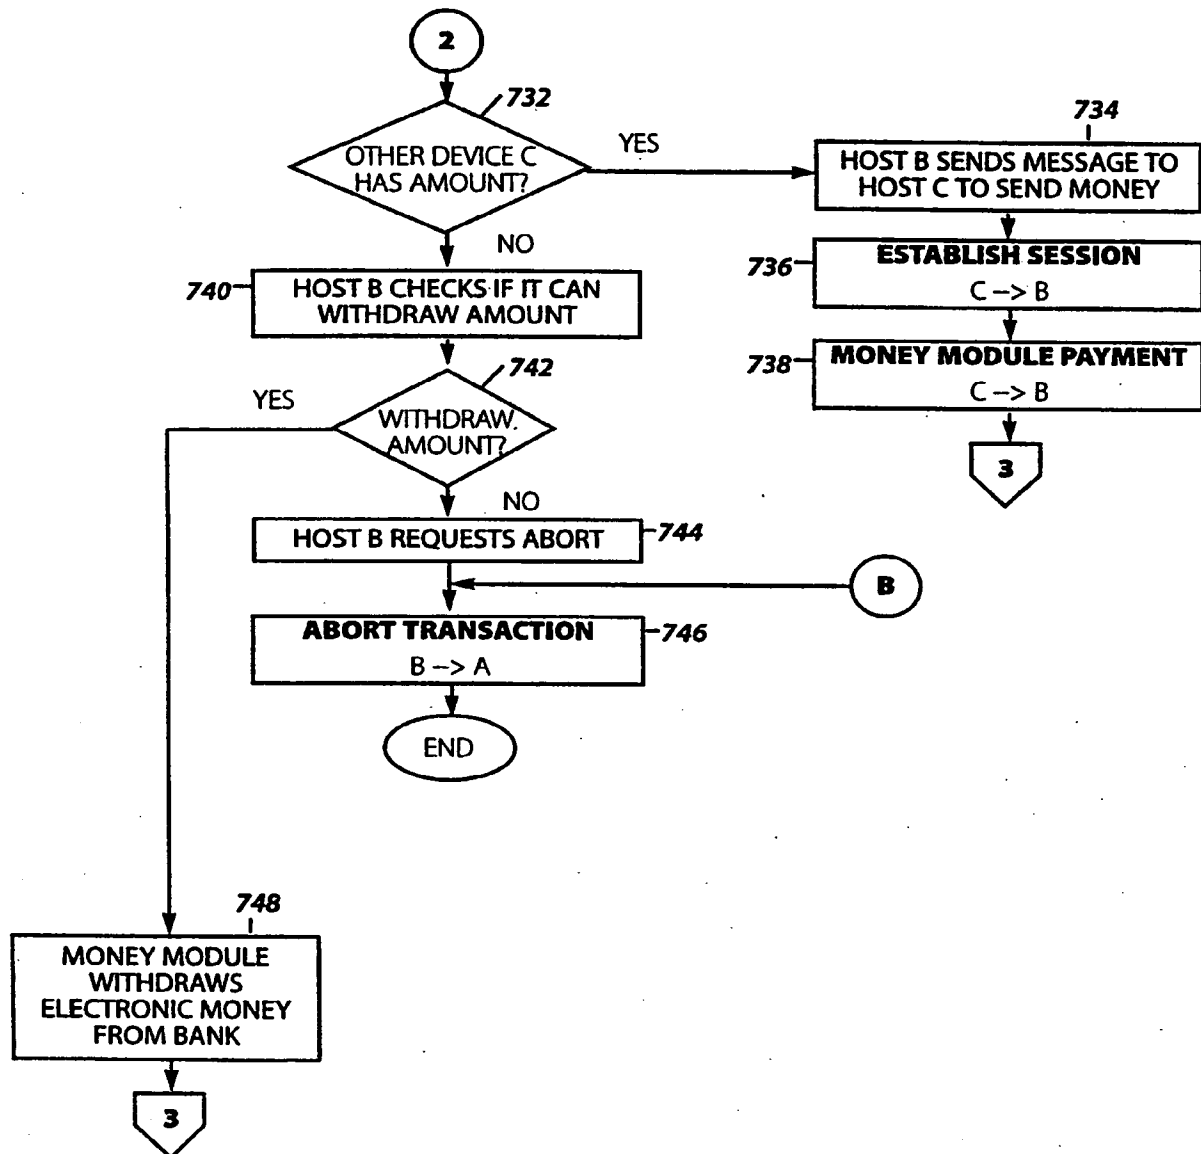 2
732
OTHER DEVICE C
HAS AMOUNT?
YES
734
HOST B SENDS MESSAGE TO
HOST C TO SEND MONEY
NO
736
ESTABLISH SESSION
C --> B
740
HOST B CHECKS IF IT CAN
WITHDRAW AMOUNT
738
MONEY MODULE PAYMENT
C --> B
3
742
YES
WITHDRAW
AMOUNT?
NO
HOST B REQUESTS ABORT
744
B
ABORT TRANSACTION
B --> A
746
END
748
MONEY MODULE
WITHDRAWS
ELECTRONIC MONEY
FROM BANK
3